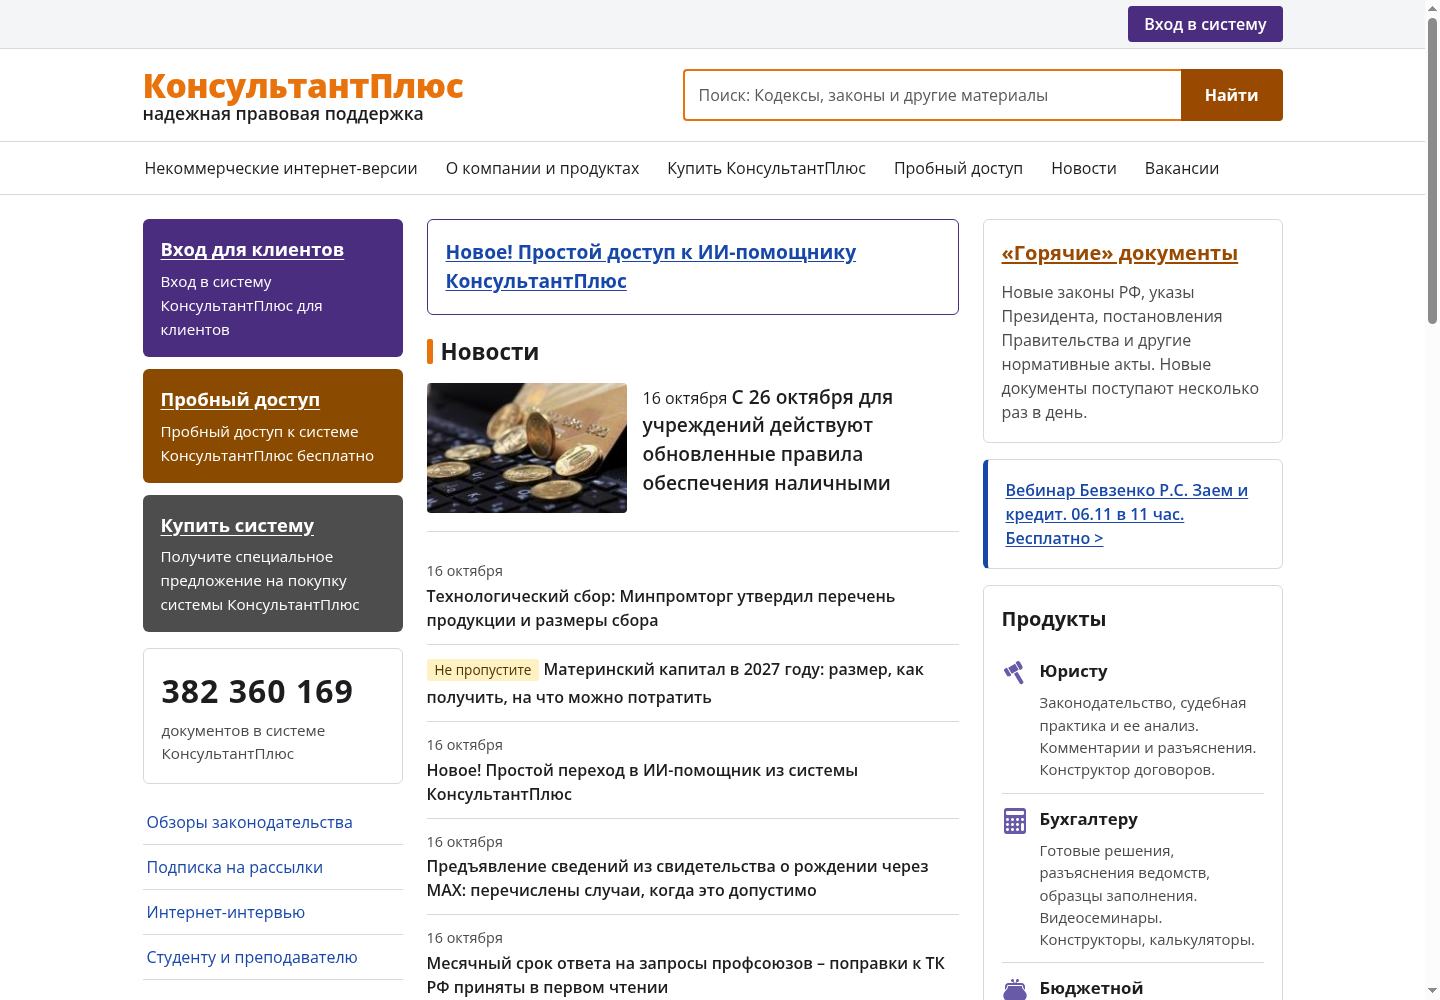 Вход в систему
КонсультантПлюс
надежная правовая поддержка
Поиск: Кодексы, законы и другие материалы
Найти
Некоммерческие интернет-версии
О компании и продуктах
Купить КонсультантПлюс
Пробный доступ
Новости
Вакансии
Вход для клиентов
Вход в систему
КонсультантПлюс для
клиентов
Пробный доступ
Пробный доступ к системе
КонсультантПлюс бесплатно
Купить систему
Получите специальное
предложение на покупку
системы КонсультантПлюс
382 360 169
документов в системе
КонсультантПлюс
Обзоры законодательства
Подписка на рассылки
Интернет-интервью
Студенту и преподавателю
Новое! Простой доступ к ИИ-помощнику
КонсультантПлюс
Новости
16 октября С 26 октября для
учреждений действуют
обновленные правила
обеспечения наличными
16 октября
Технологический сбор: Минпромторг утвердил перечень
продукции и размеры сбора
Не пропустите Материнский капитал в 2027 году: размер, как
получить, на что можно потратить
16 октября
Новое! Простой переход в ИИ-помощник из системы
КонсультантПлюс
16 октября
Предъявление сведений из свидетельства о рождении через
МАХ: перечислены случаи, когда это допустимо
16 октября
Месячный срок ответа на запросы профсоюзов – поправки к ТК
РФ приняты в первом чтении
«Горячие» документы
Новые законы РФ, указы
Президента, постановления
Правительства и другие
нормативные акты. Новые
документы поступают несколько
раз в день.
Вебинар Бевзенко Р.С. Заем и
кредит. 06.11 в 11 час.
Бесплатно >
Продукты
Юристу
Законодательство, судебная
практика и ее анализ.
Комментарии и разъяснения.
Конструктор договоров.
Бухгалтеру
Готовые решения,
разъяснения ведомств,
образцы заполнения.
Видеосеминары.
Конструкторы, калькуляторы.
Бюджетной